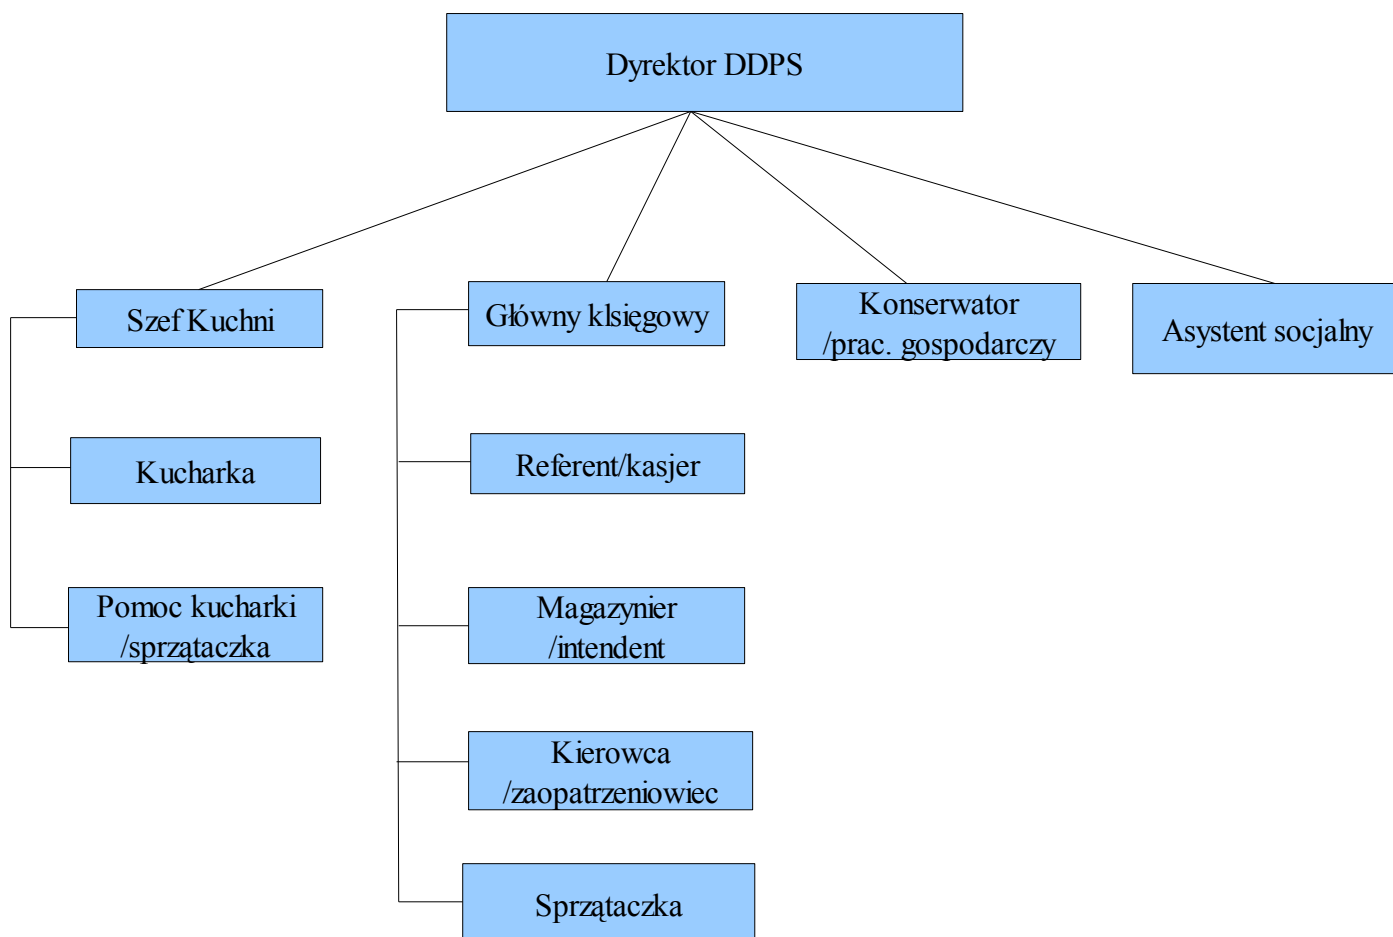 Dyrektor DDPS
Szef Kuchni
Główny klsięgowy
Konserwator
/prac. gospodarczy
Asystent socjalny
Kucharka
Referent/kasjer
Pomoc kucharki
/sprzątaczka
Magazynier
/intendent
Kierowca
/zaopatrzeniowiec
Sprzątaczka